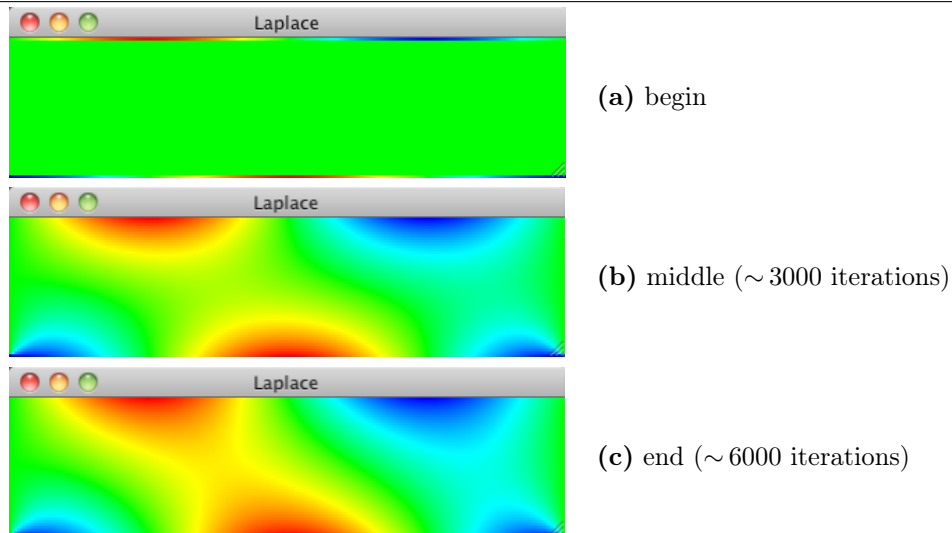 Laplace
(a) begin
Laplace
(b) middle (∼ 3000 iterations)
Laplace
(c) end (∼ 6000 iterations)